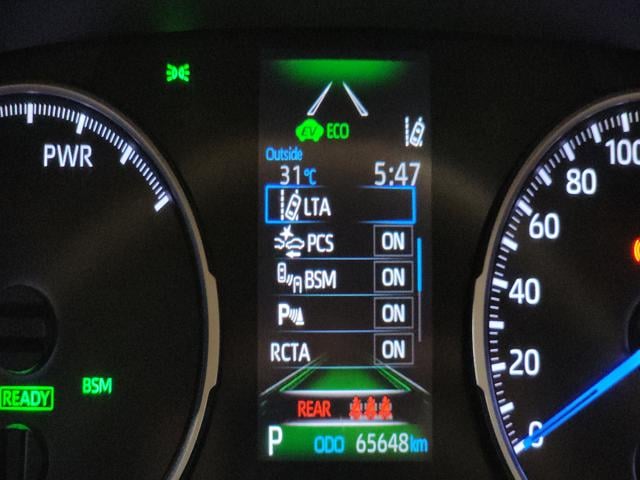 PWR
EV ECO
Outside
31°C 5:47
LTA
PCS ON
BSM ON
P ON
RCTA ON
REAR
P ODO 65648km
READY
BSM
100
80
60
40
20
0